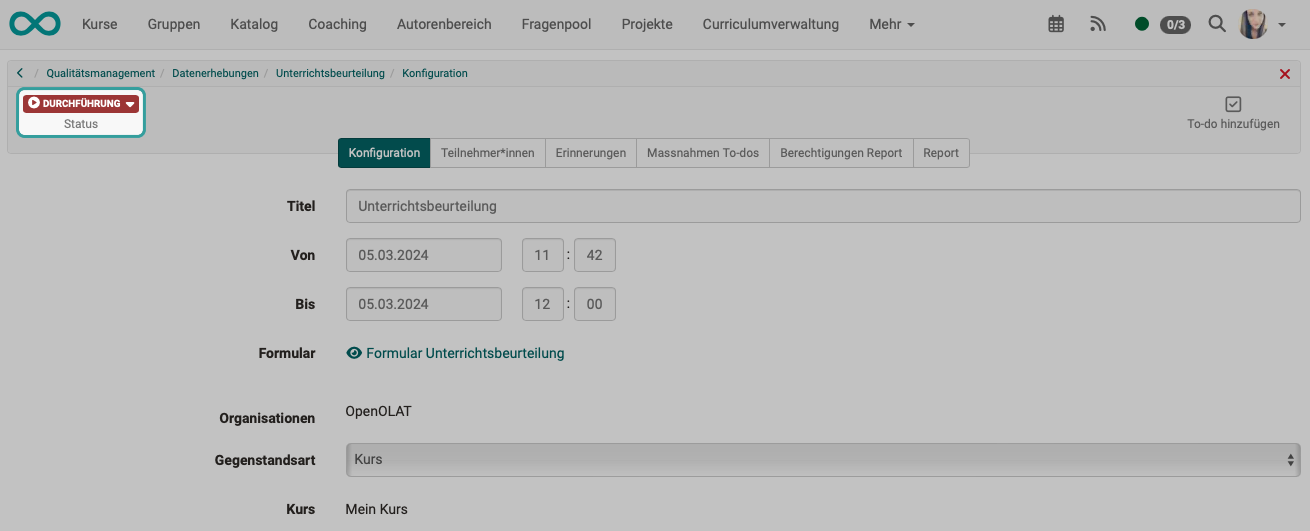 Kurse Gruppen Katalog Coaching Autorenbereich Fragenpool Projekte Curriculumverwaltung Mehr 0/3
/ Qualitätsmanagement / Datenerhebungen / Unterrichtsbeurteilung / Konfiguration
DURCHFÜHRUNG
Status
To-do hinzufügen
Konfiguration Teilnehmer*innen Erinnerungen Massnahmen To-dos Berechtigungen Report Report
Titel Unterrichtsbeurteilung
Von 05.03.2024 11 : 42
Bis 05.03.2024 12 : 00
Formular Formular Unterrichtsbeurteilung
Organisationen OpenOLAT
Gegenstandsart Kurs
Kurs Mein Kurs